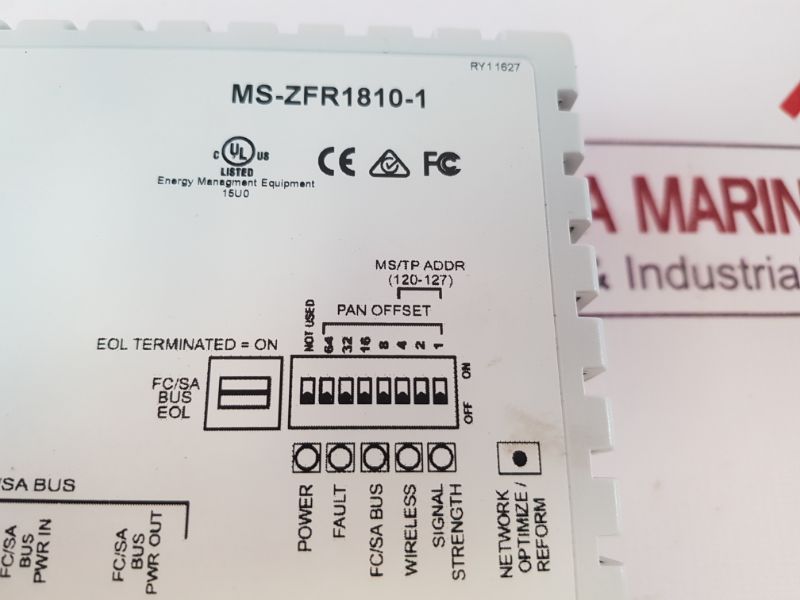 RY11627
MS-ZFR1810-1
C UL US
LISTED
CE FC
Energy Managment Equipment
15U0
MS/TP ADDR
(120-127)
PAN OFFSET
NOT USED 64 32 16 8 4 2 1
EOL TERMINATED = ON
ON
OFF
FC/SA
BUS
EOL
POWER
FAULT
FC/SA BUS
WIRELESS
SIGNAL
STRENGTH
NETWORK
OPTIMIZE /
REFORM
/SA BUS
FC/SA
BUS
PWR IN
FC/SA
BUS
PWR OUT
A MARIN
& Industrial